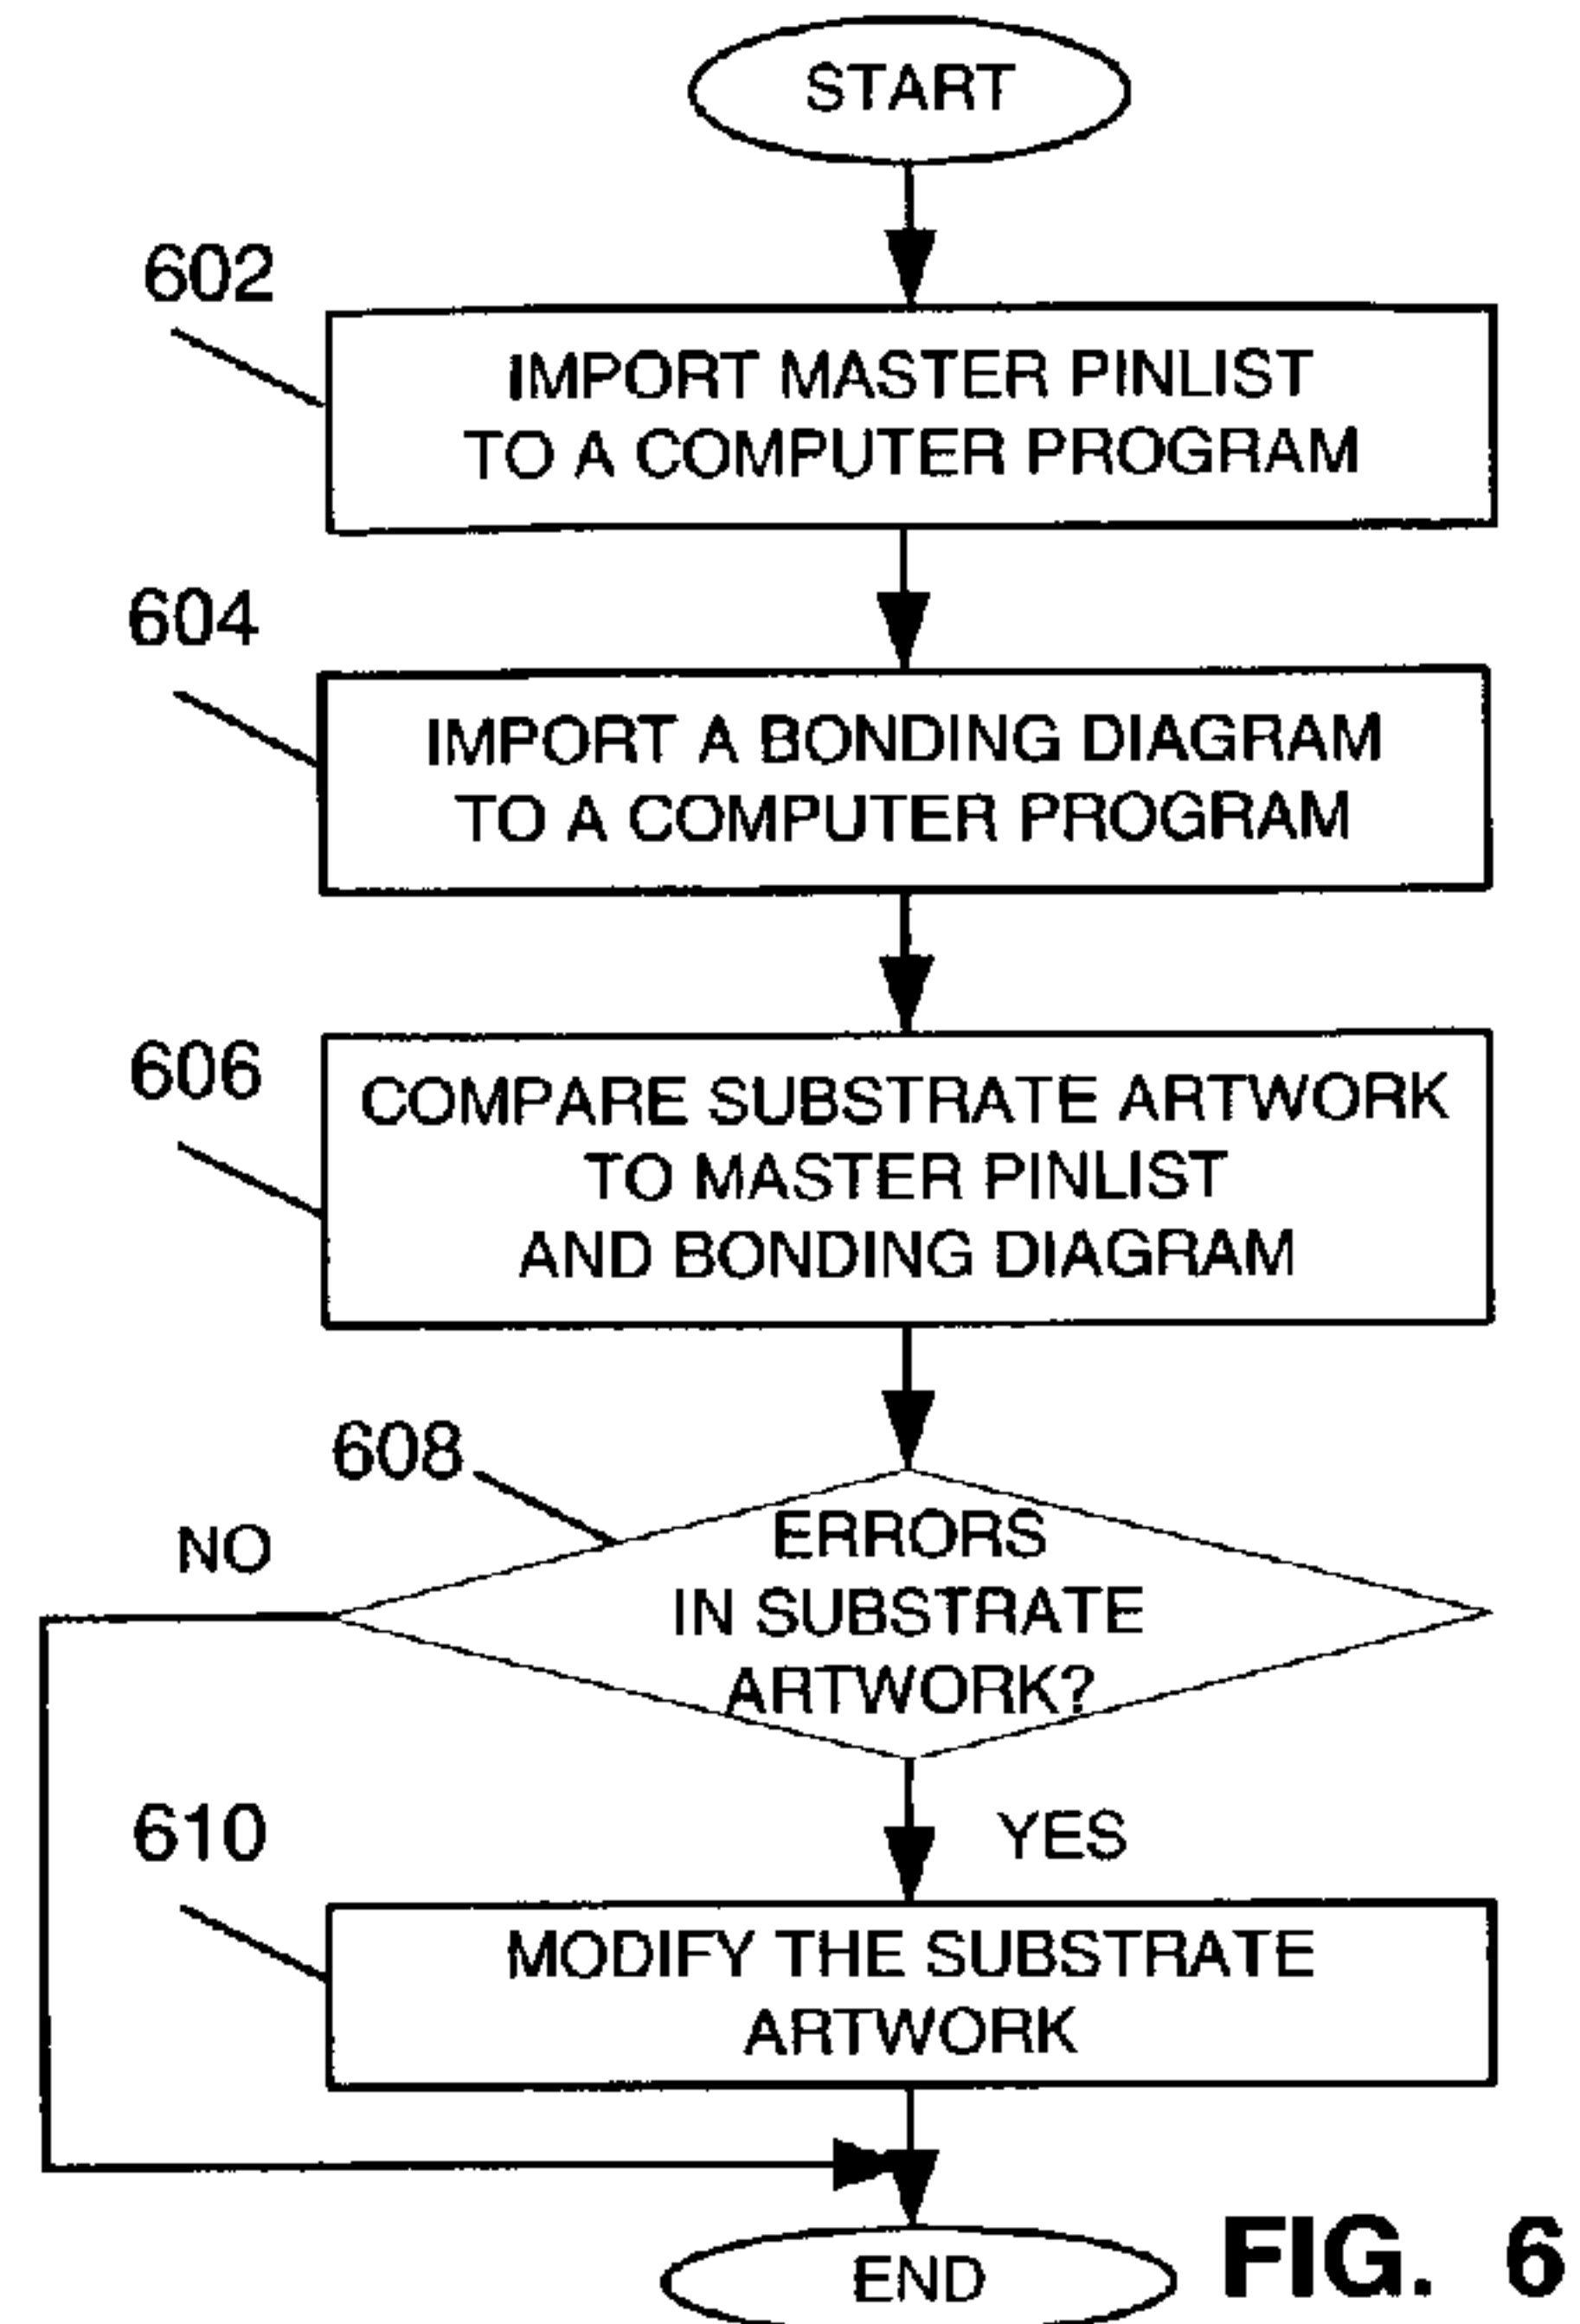 START
602
IMPORT MASTER PINLIST
TO A COMPUTER PROGRAM
604
IMPORT A BONDING DIAGRAM
TO A COMPUTER PROGRAM
606
COMPARE SUBSTRATE ARTWORK
TO MASTER PINLIST
AND BONDING DIAGRAM
608
NO
ERRORS
IN SUBSTRATE
ARTWORK?
YES
610
MODIFY THE SUBSTRATE
ARTWORK
END
FIG. 6